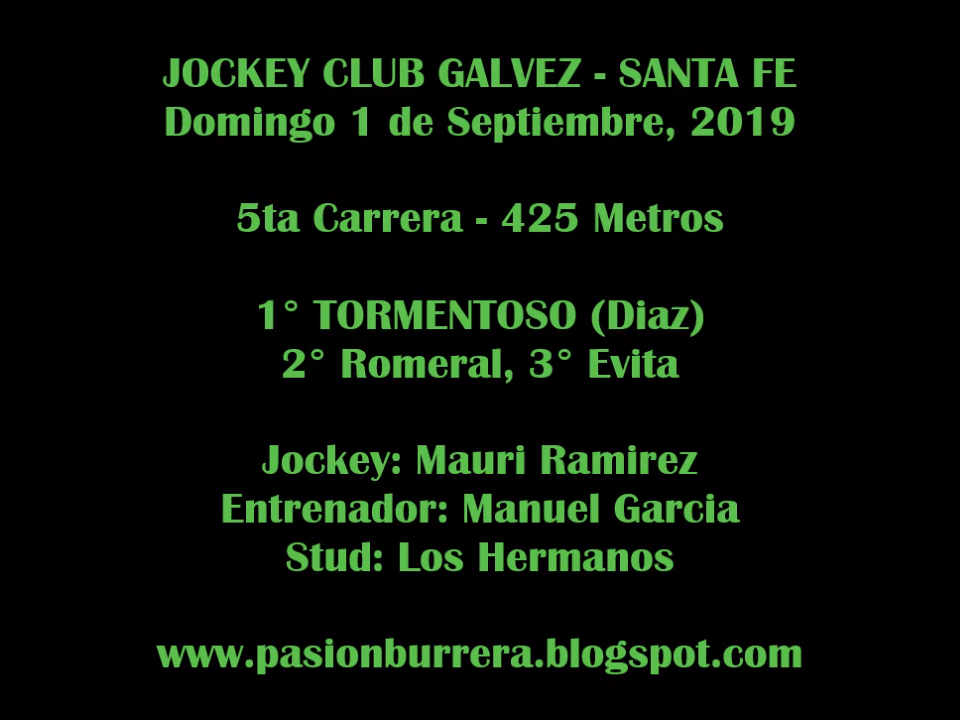 JOCKEY CLUB GALVEZ - SANTA FE
Domingo 1 de Septiembre, 2019
5ta Carrera - 425 Metros
1° TORMENTOSO (Diaz)
2° Romeral, 3° Evita
Jockey: Mauri Ramirez
Entrenador: Manuel Garcia
Stud: Los Hermanos
www.pasionburrera.blogspot.com